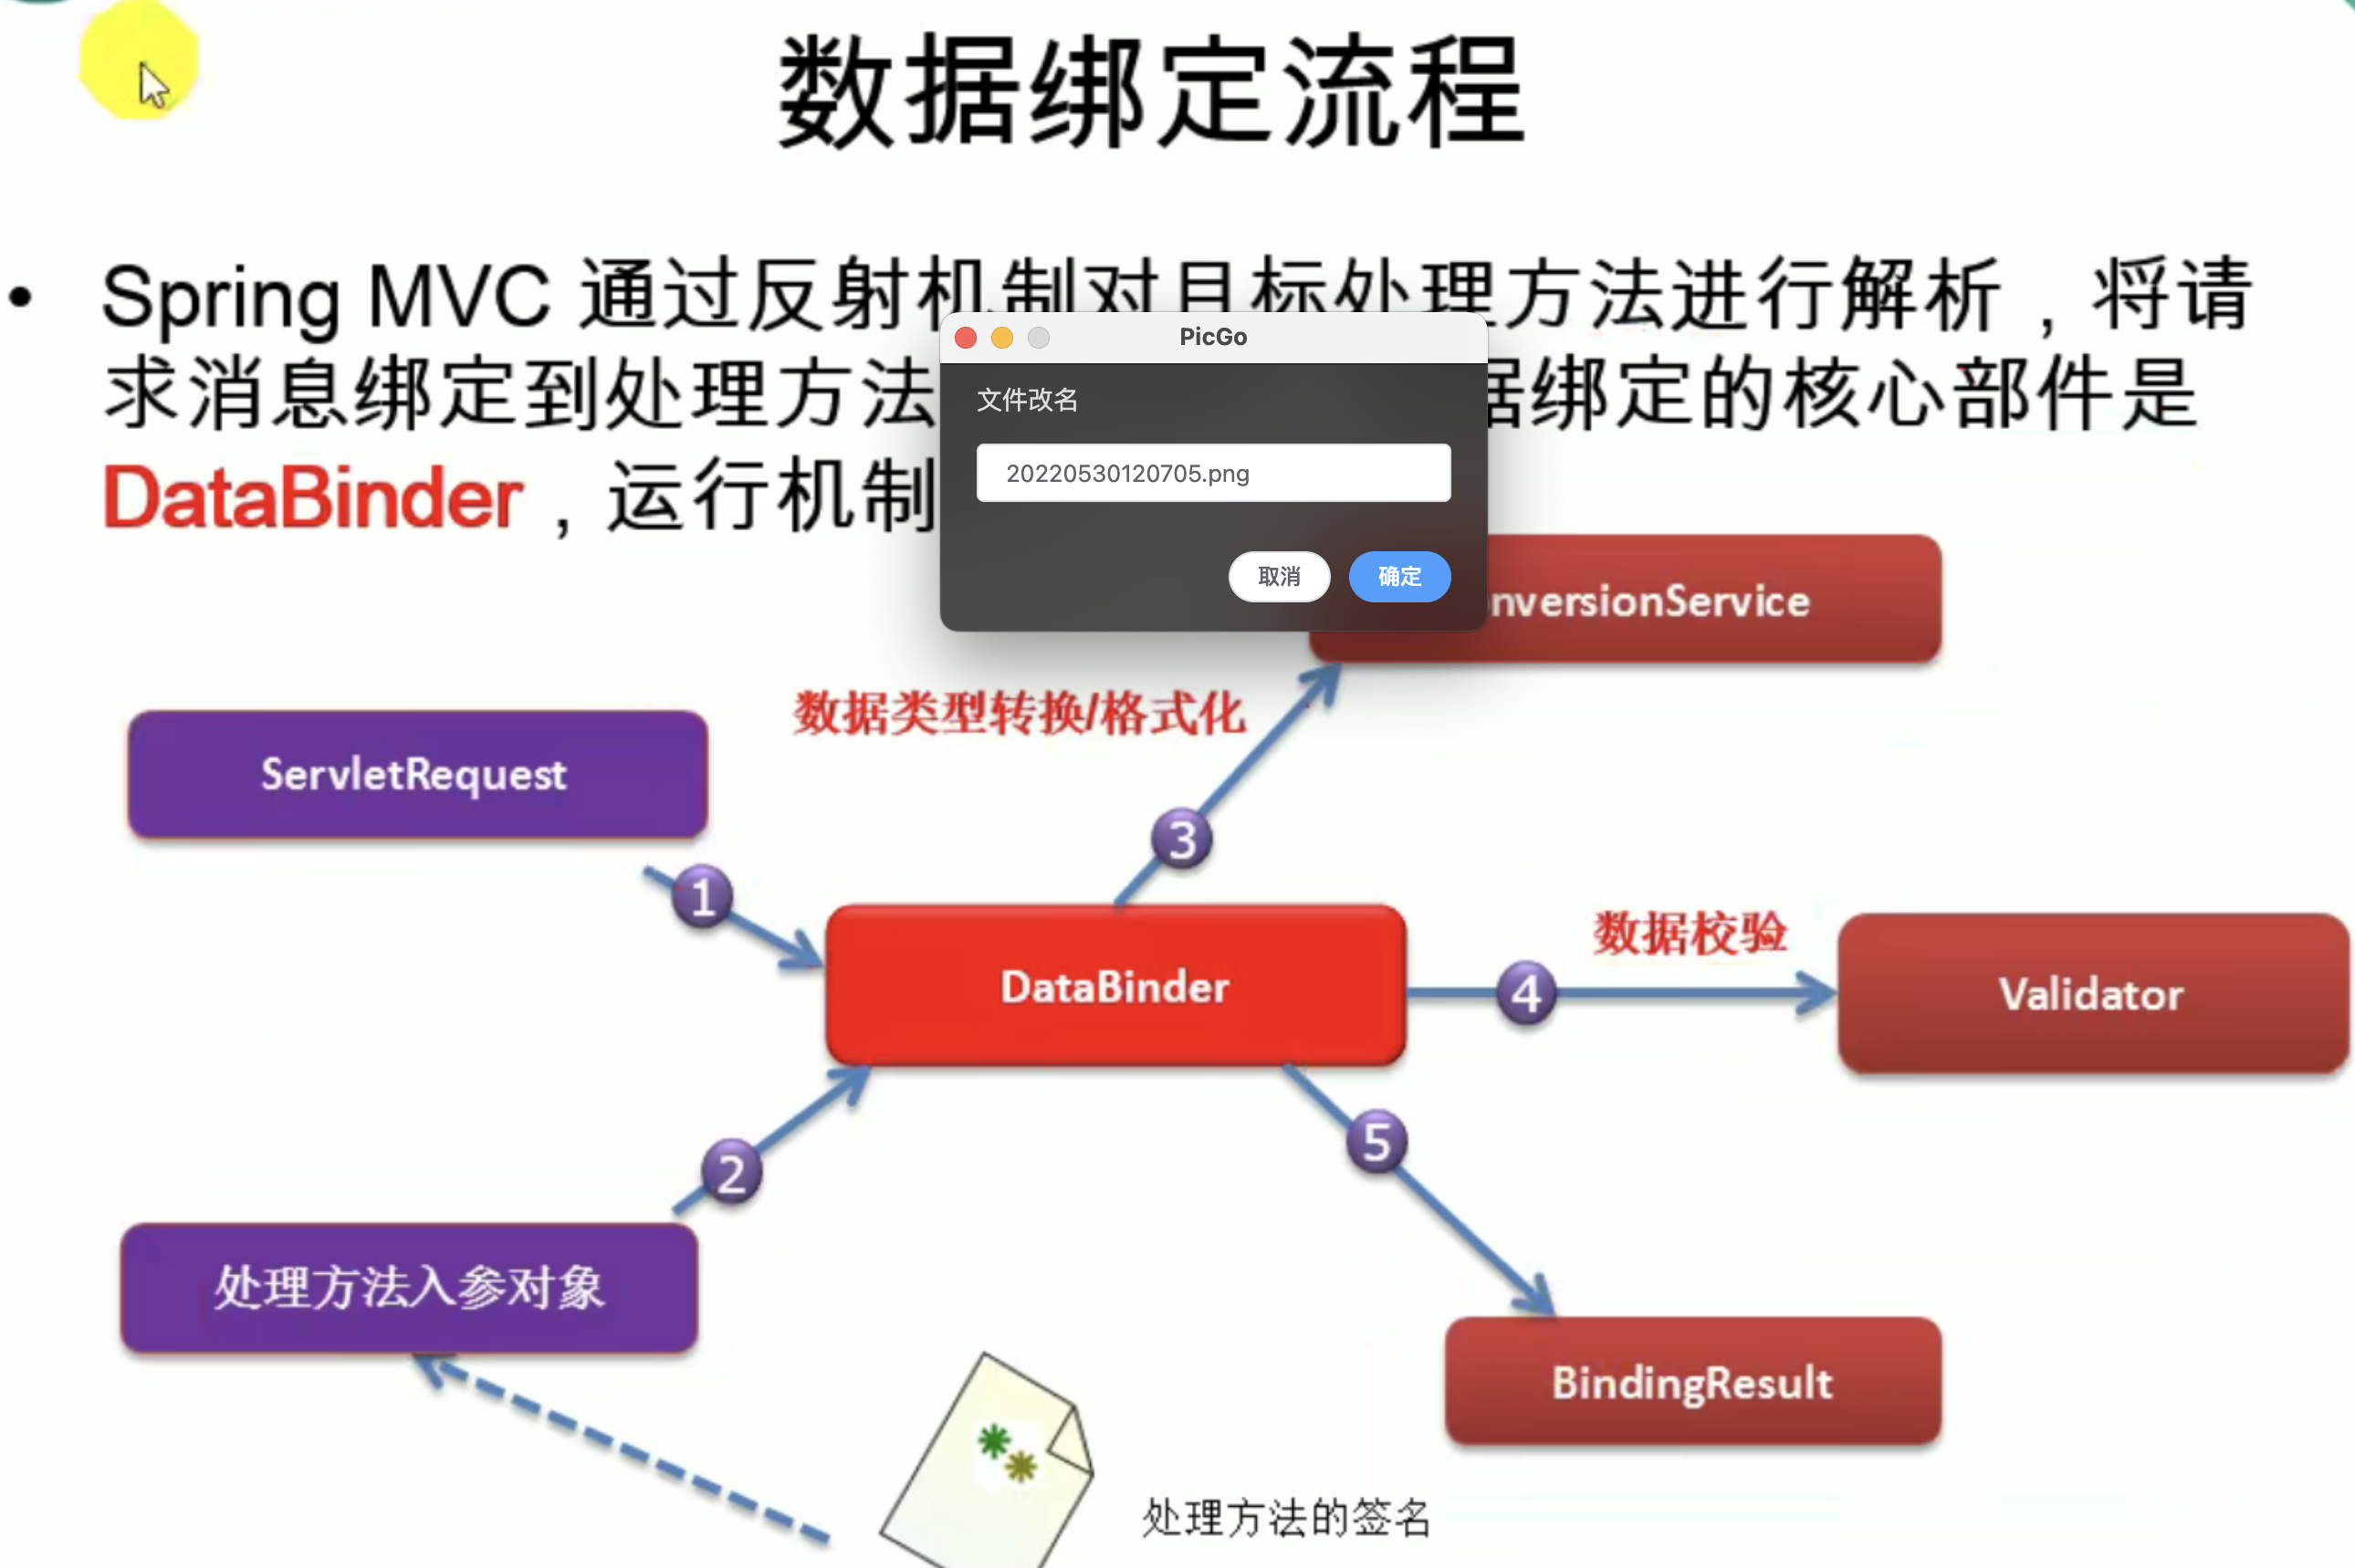 数据绑定流程
• Spring MVC 通过反射机制对目标处理方法进行解析，将请
求消息绑定到处理方法 据绑定的核心部件是
DataBinder，运行机制
PicGo
文件改名
20220530120705.png
取消 确定
nversionService
数据类型转换/格式化
ServletRequest
3
1
数据校验
DataBinder
4
Validator
2
5
处理方法入参对象
BindingResult
处理方法的签名